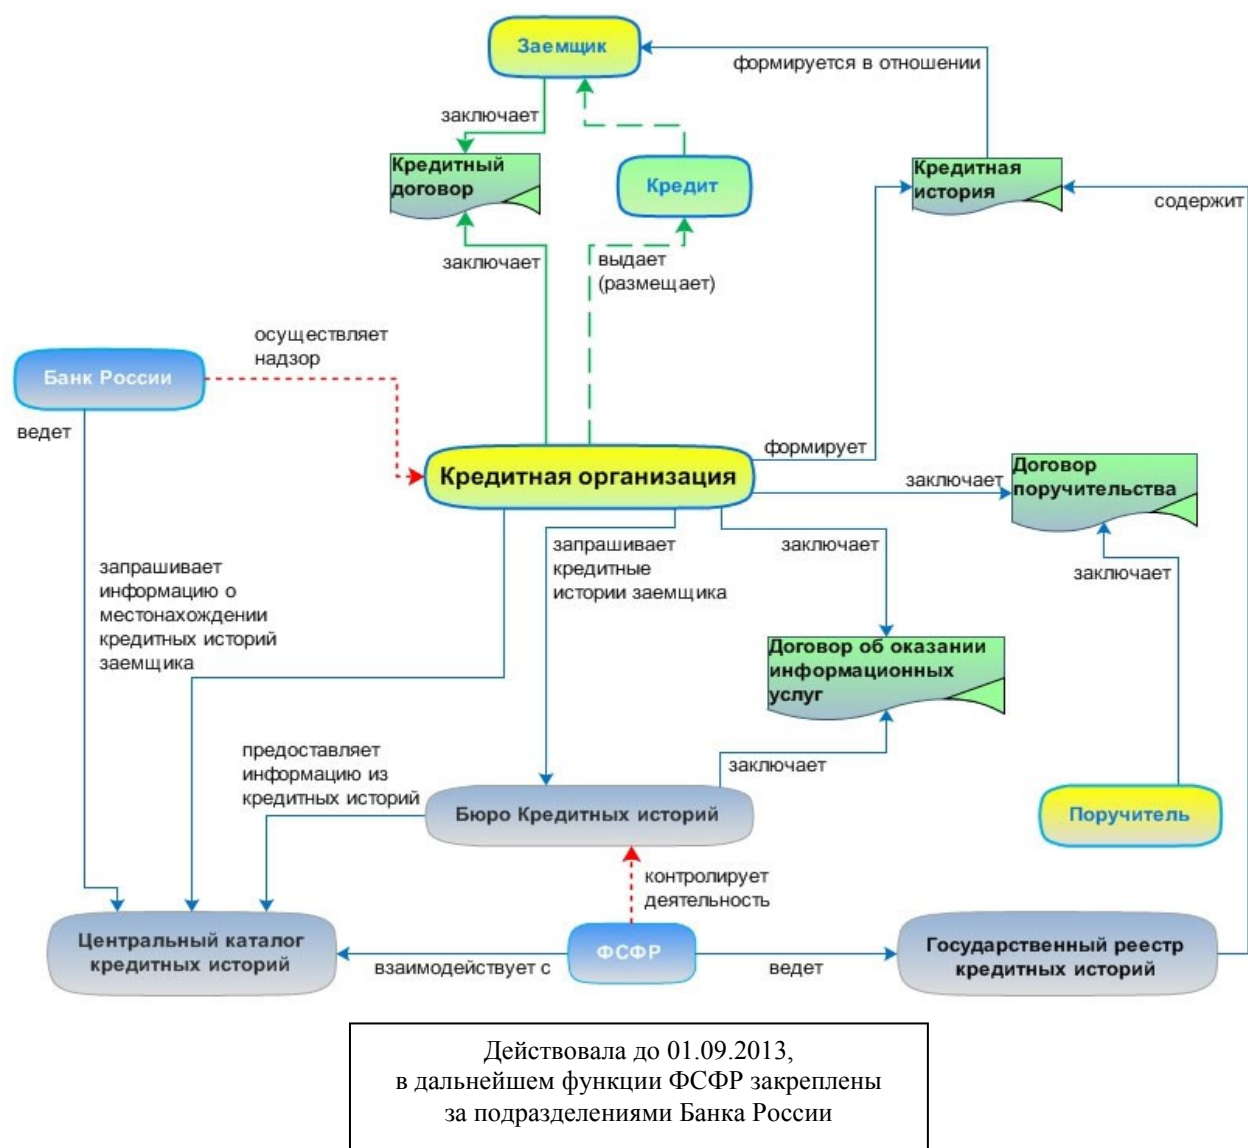 Заемщик
формируется в отношении
заключает
Кредитный
договор
Кредит
Кредитная
история
содержит
заключает
выдает
(размещает)
осуществляет
надзор
Банк России
ведет
формирует
Кредитная организация
Договор
поручительства
заключает
запрашивает
информацию о
местонахождении
кредитных историй
заемщика
запрашивает
кредитные
истории заемщика
заключает
заключает
Договор об оказании
информационных
услуг
предоставляет
информацию из
кредитных историй
заключает
Бюро Кредитных историй
Поручитель
контролирует
деятельность
Центральный каталог
кредитных историй
взаимодействует с
ФСФР
ведет
Государственный реестр
кредитных историй
Действовала до 01.09.2013,
в дальнейшем функции ФСФР закреплены
за подразделениями Банка России